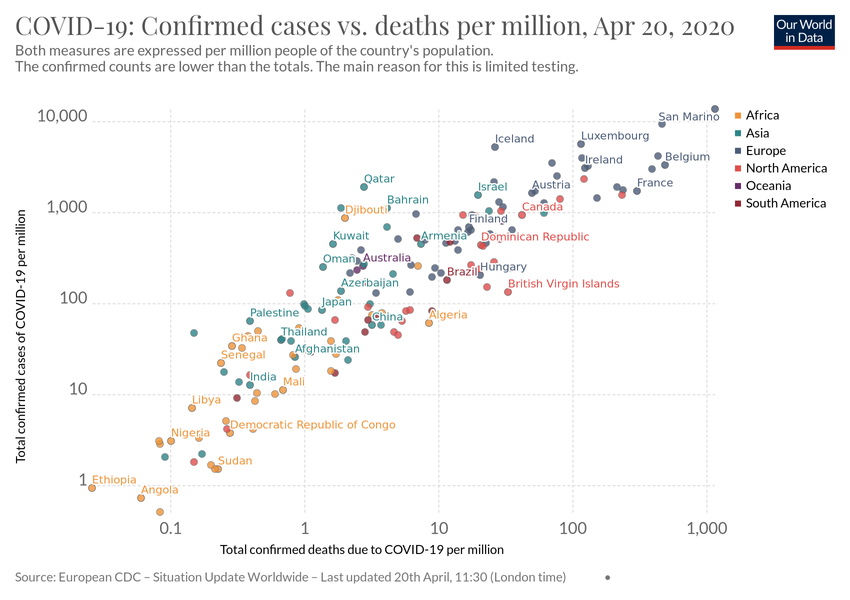 COVID-19: Confirmed cases vs. deaths per million, Apr 20, 2020
Our World
in Data
Both measures are expressed per million people of the country's population.
The confirmed counts are lower than the totals. The main reason for this is limited testing.
10,000
1,000
100
10
1
Total confirmed cases of COVID-19 per million
San Marino
Iceland
Luxembourg
Ireland
Belgium
Qatar
Israel
Austria
France
Bahrain
Djibouti
Canada
Finland
Kuwait
Armenia
Dominican Republic
Oman
Australia
Brazil
Hungary
Azerbaijan
British Virgin Islands
Japan
Palestine
China
Algeria
Ghana
Thailand
Senegal
Afghanistan
India
Mali
Libya
Nigeria
Democratic Republic of Congo
Sudan
Ethiopia
Angola
0.1
1
10
100
1,000
Total confirmed deaths due to COVID-19 per million
Africa
Asia
Europe
North America
Oceania
South America
Source: European CDC – Situation Update Worldwide – Last updated 20th April, 11:30 (London time)